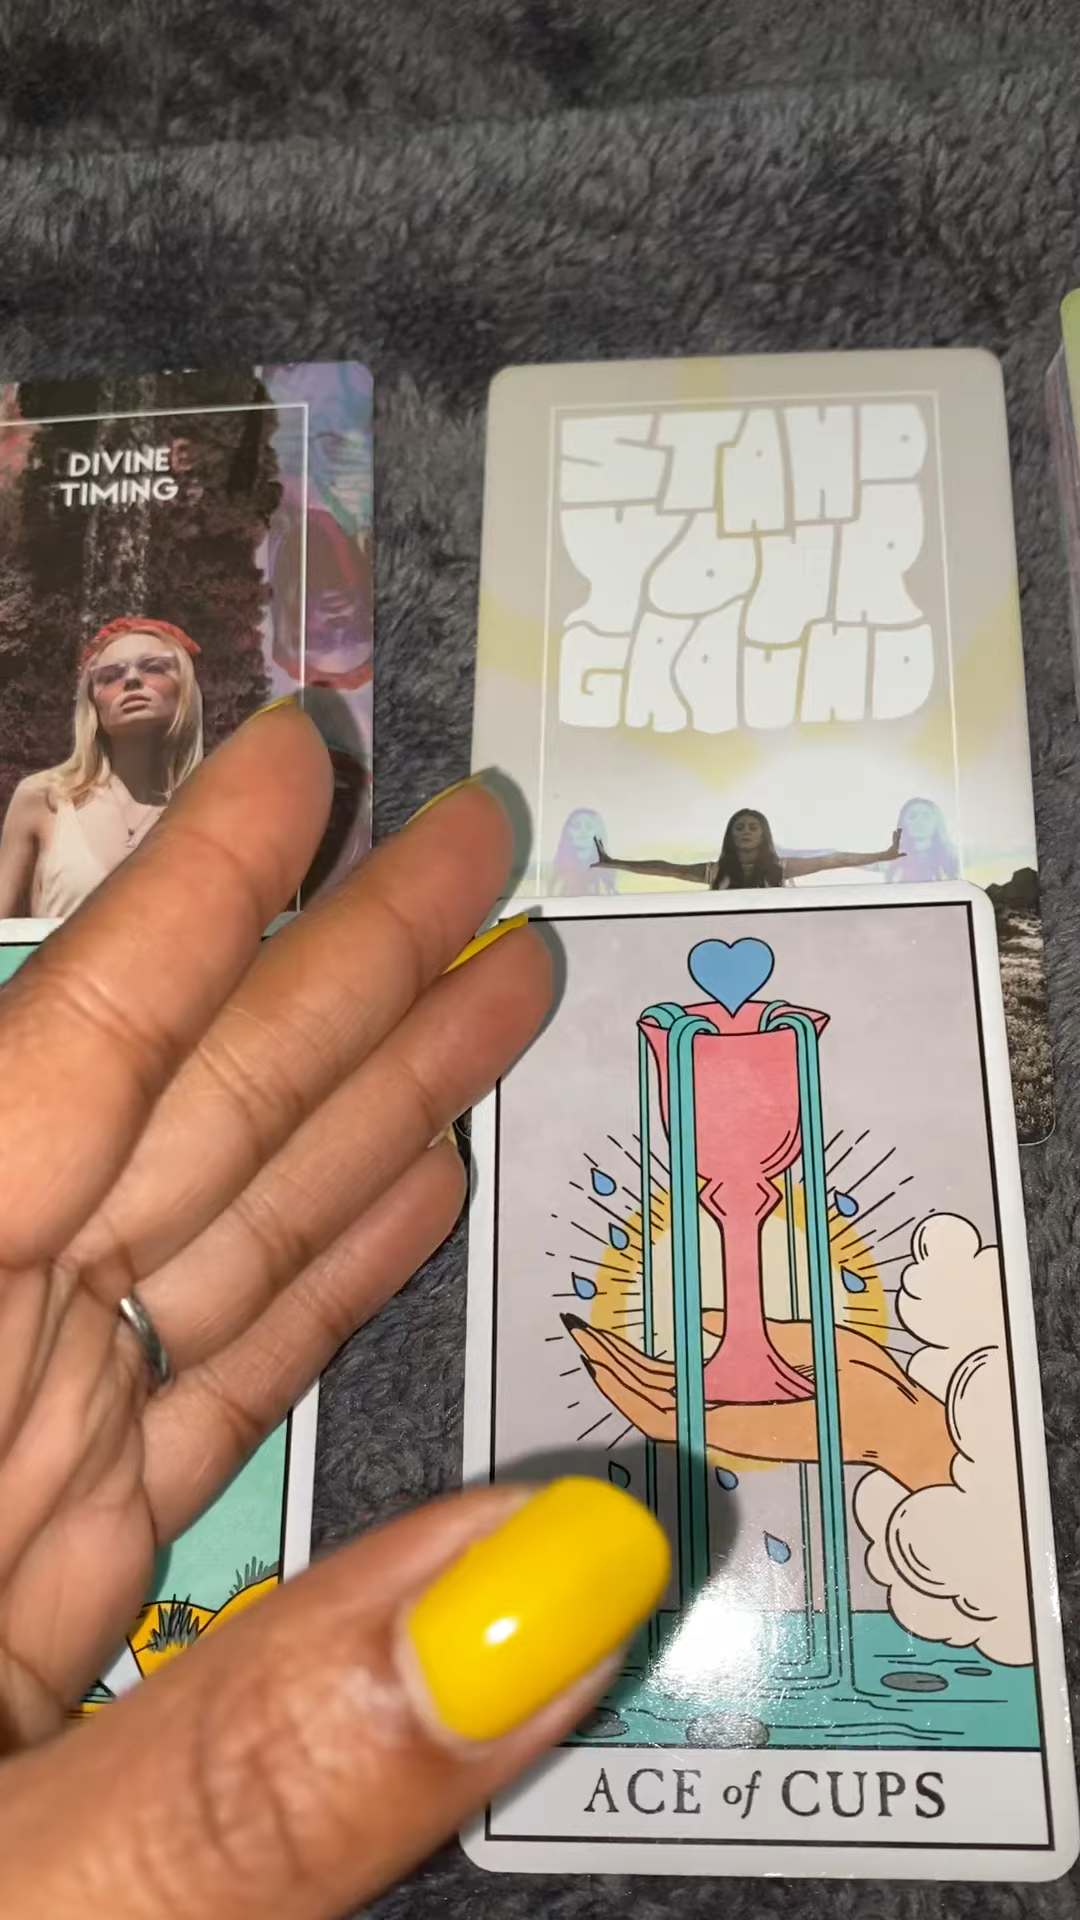 DIVINE
TIMING
STAND
YOUR
GROUND
ACE of CUPS